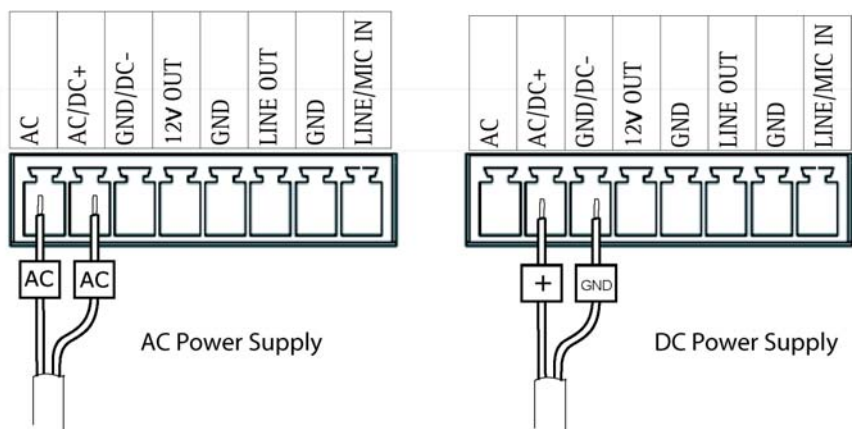 AC
AC/DC+
GND/DC-
12V OUT
GND
LINE OUT
GND
LINE/MIC IN
AC
AC
AC Power Supply
AC
AC/DC+
GND/DC-
12V OUT
GND
LINE OUT
GND
LINE/MIC IN
+
GND
DC Power Supply